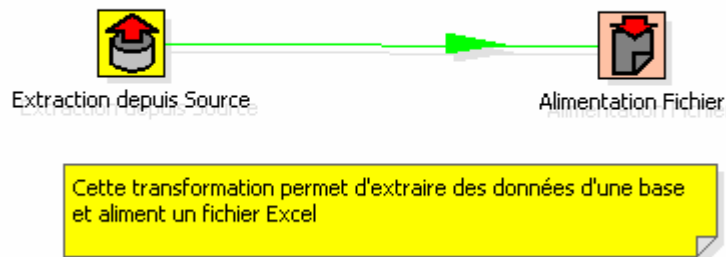 Extraction depuis Source
Alimentation Fichier
Cette transformation permet d'extraire des données d'une base
et aliment un fichier Excel